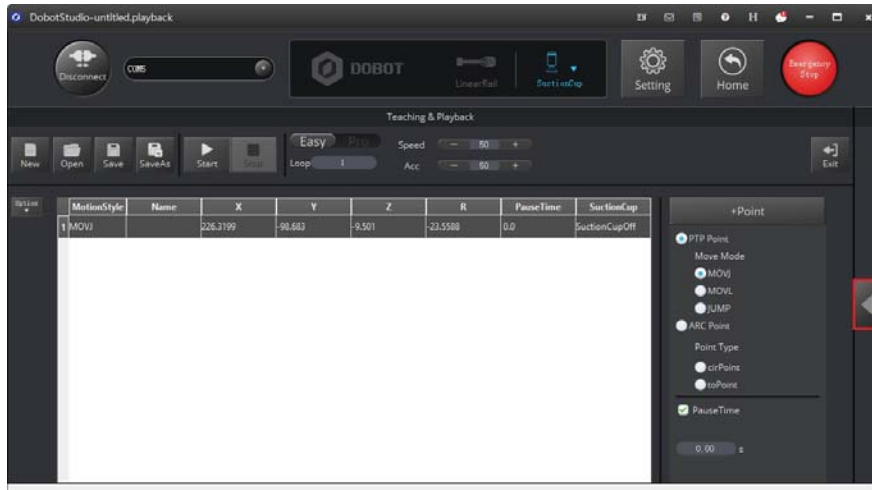 DobotStudio-untitled.playback
H
Disconnect
COM5
DOBOT
LinearRail
SuctionCup
Setting
Home
Emergency Stop
Teaching & Playback
New
Open
Save
SaveAs
Start
Stop
Easy
Pro
Loop 1
Speed - 50 +
Acc - 50 +
Exit
Option
MotionStyle Name X Y Z R PauseTime SuctionCup
1 MOVJ 226.3199 -98.683 -9.501 -23.5588 0.0 SuctionCupOff
+Point
PTP Point
Move Mode
MOVJ
MOVL
JUMP
ARC Point
Point Type
cirPoint
toPoint
PauseTime
0.00 s